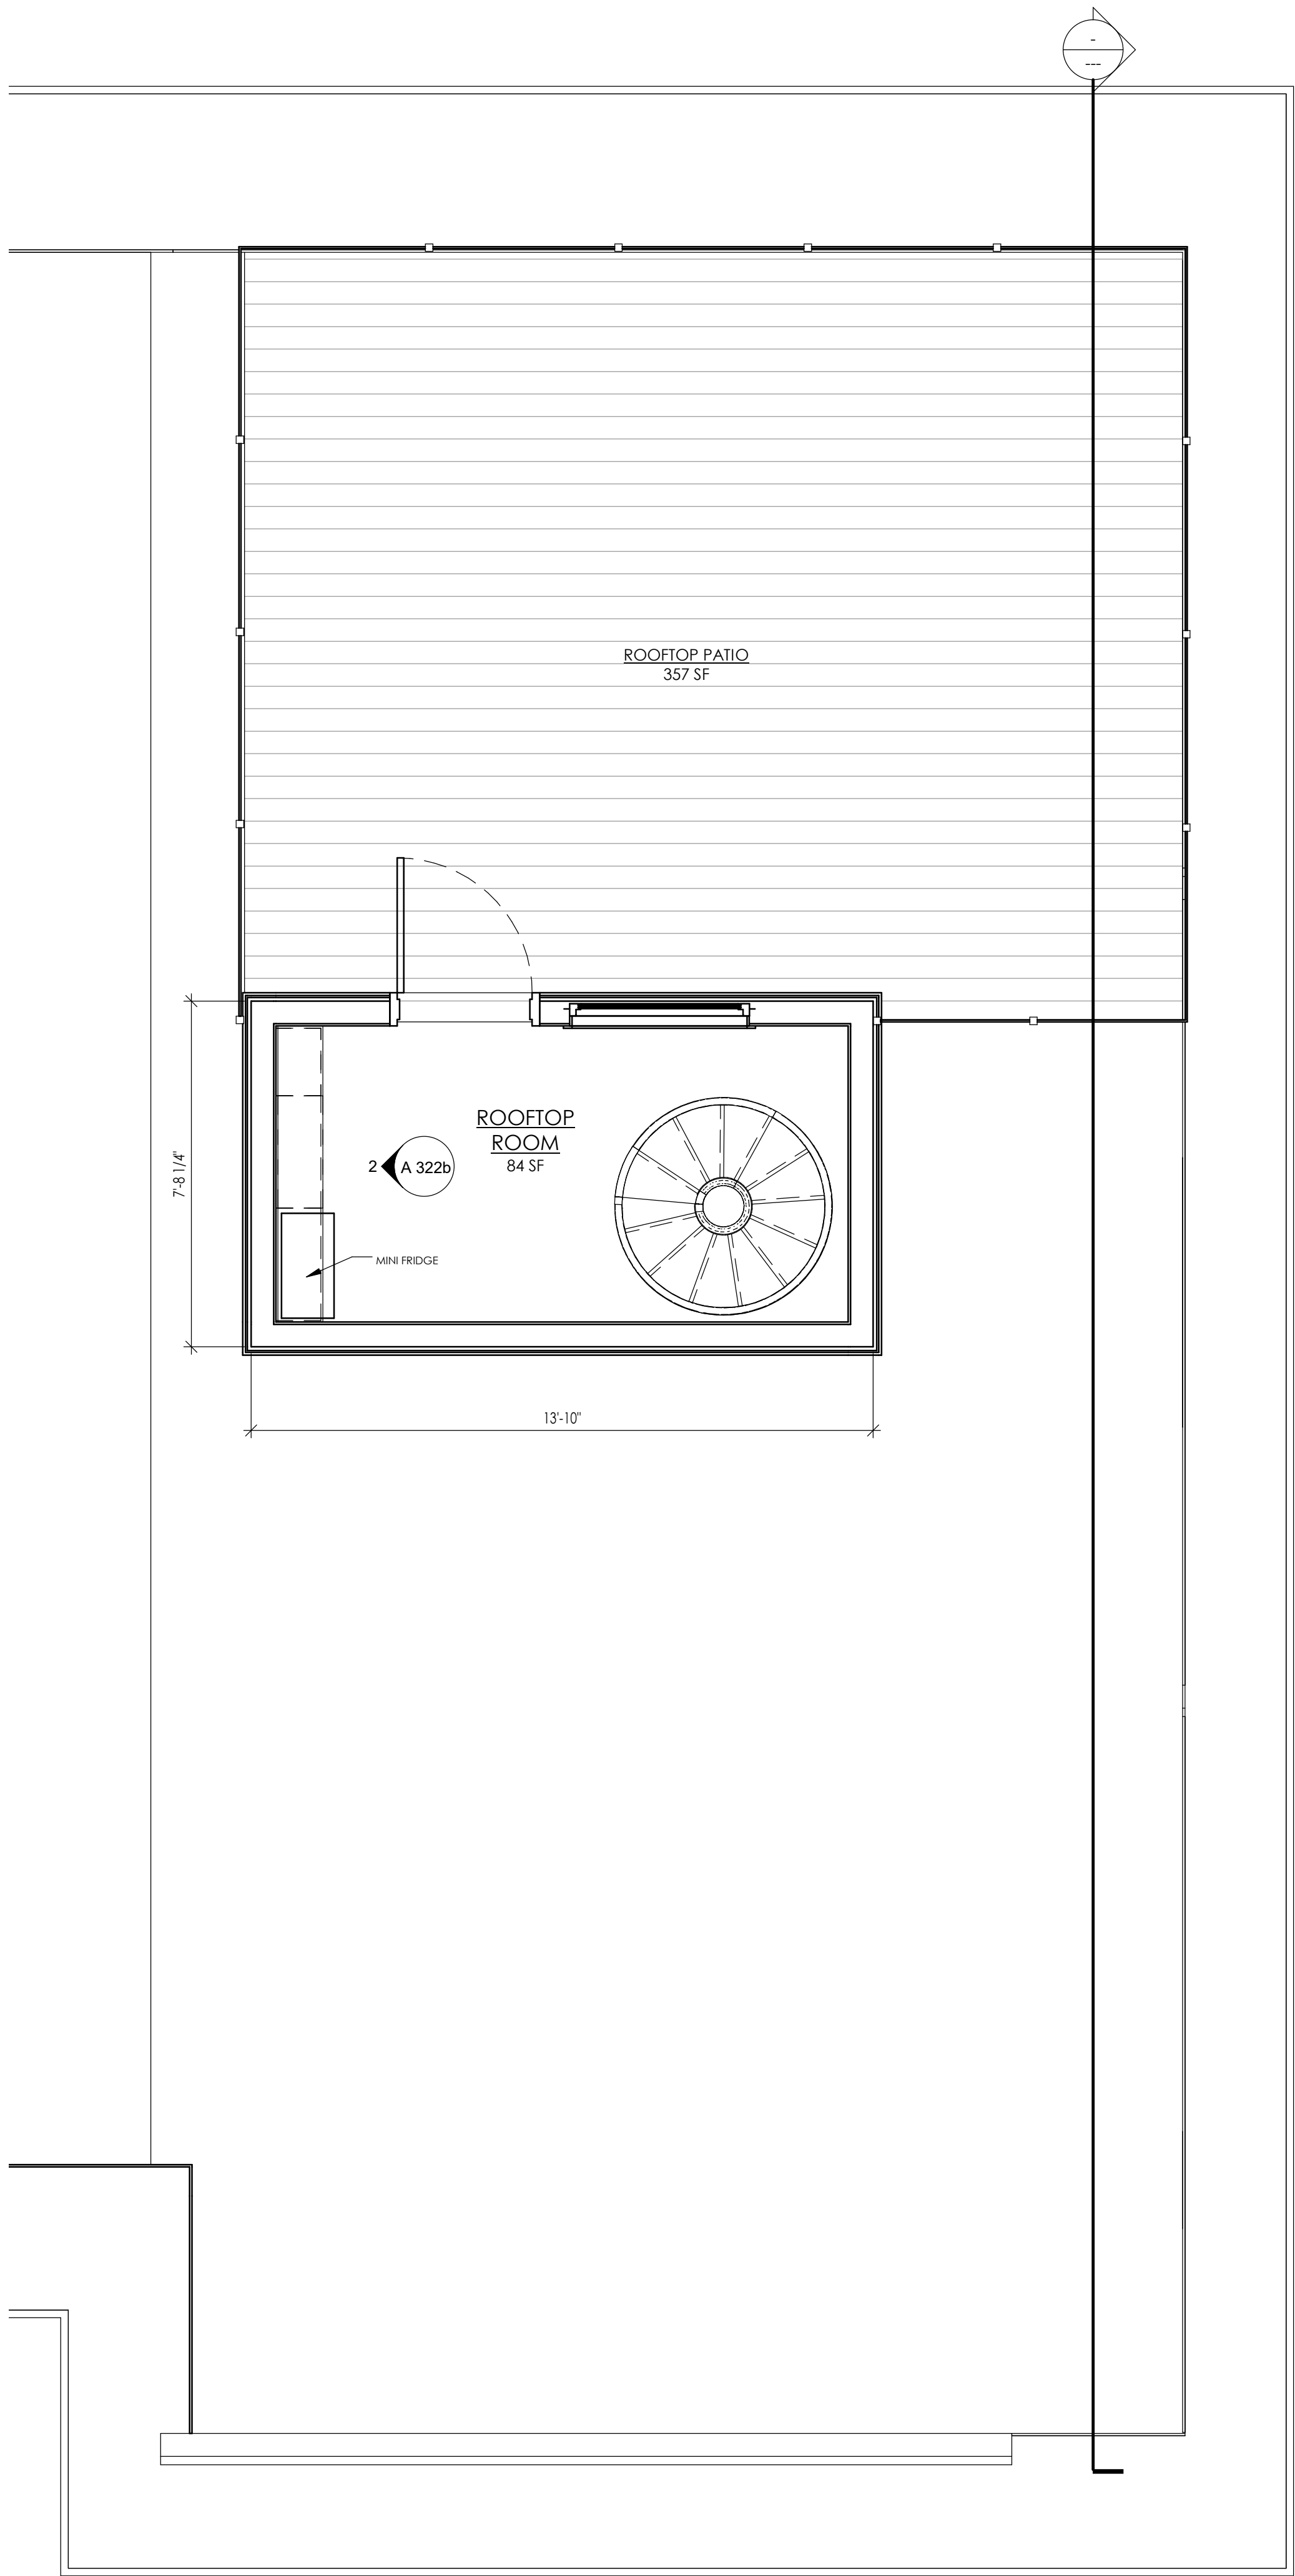 -
---
ROOFTOP PATIO
357 SF
ROOFTOP
ROOM
84 SF
2
A 322b
7'-8 1/4"
MINI FRIDGE
13'-10"